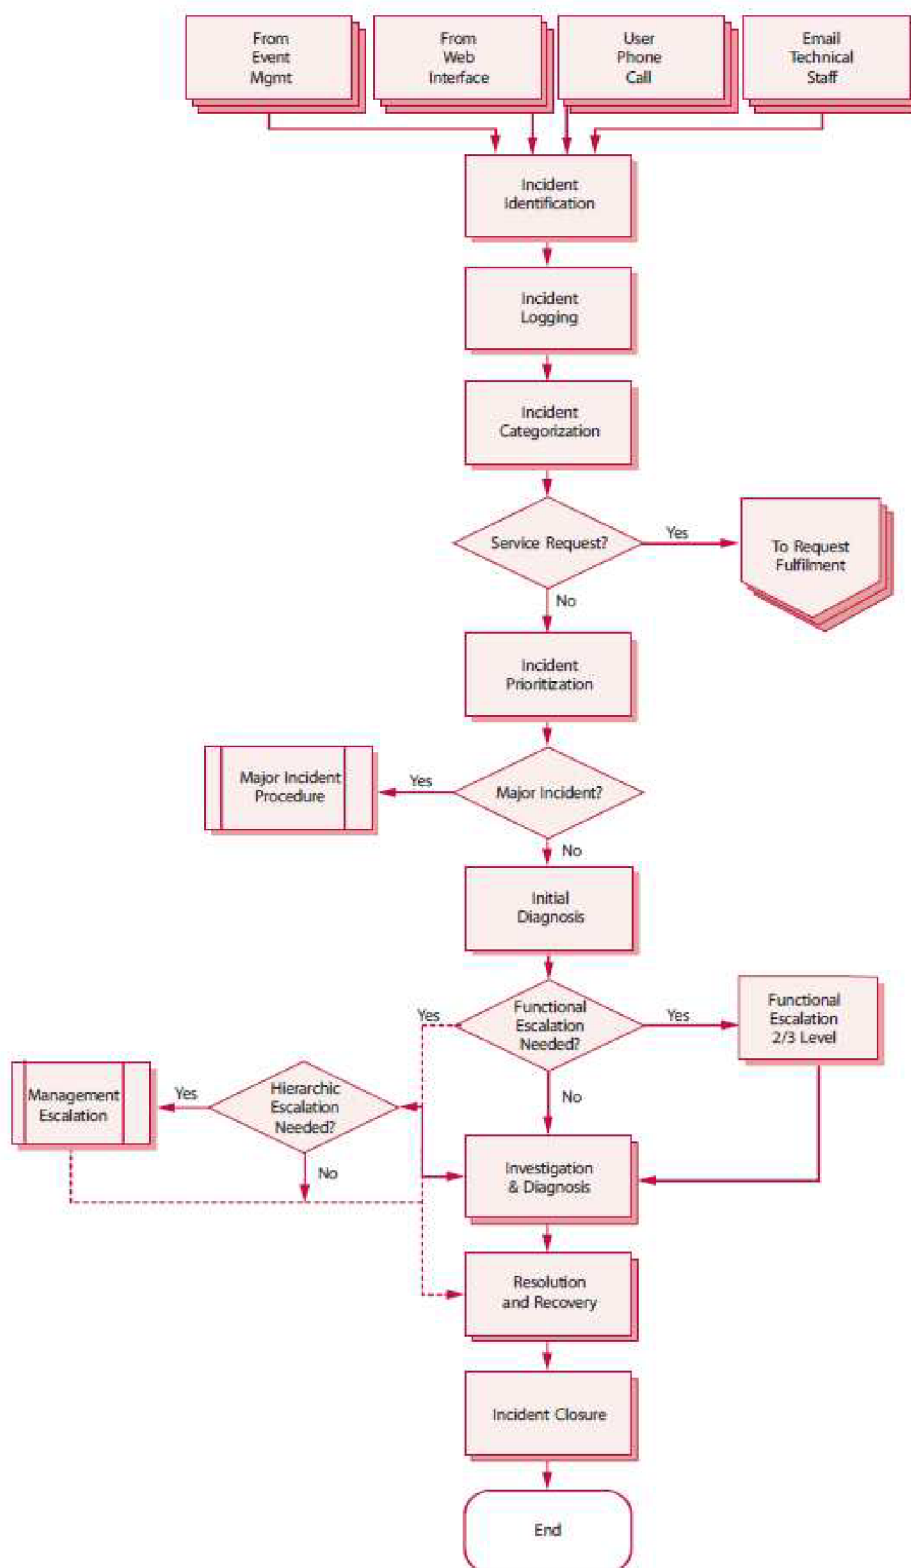 From
Event
Mgmt
From
Web
Interface
User
Phone
Call
Email
Technical
Staff
Incident
Identification
Incident
Logging
Incident
Categorization
Service Request?
Yes
To Request
Fulfilment
No
Incident
Prioritization
Major Incident
Procedure
Yes
Major Incident?
No
Initial
Diagnosis
Yes
Functional
Escalation
Needed?
Yes
Functional
Escalation
2/3 Level
Management
Escalation
Yes
Hierarchic
Escalation
Needed?
No
No
Investigation
& Diagnosis
Resolution
and Recovery
Incident Closure
End